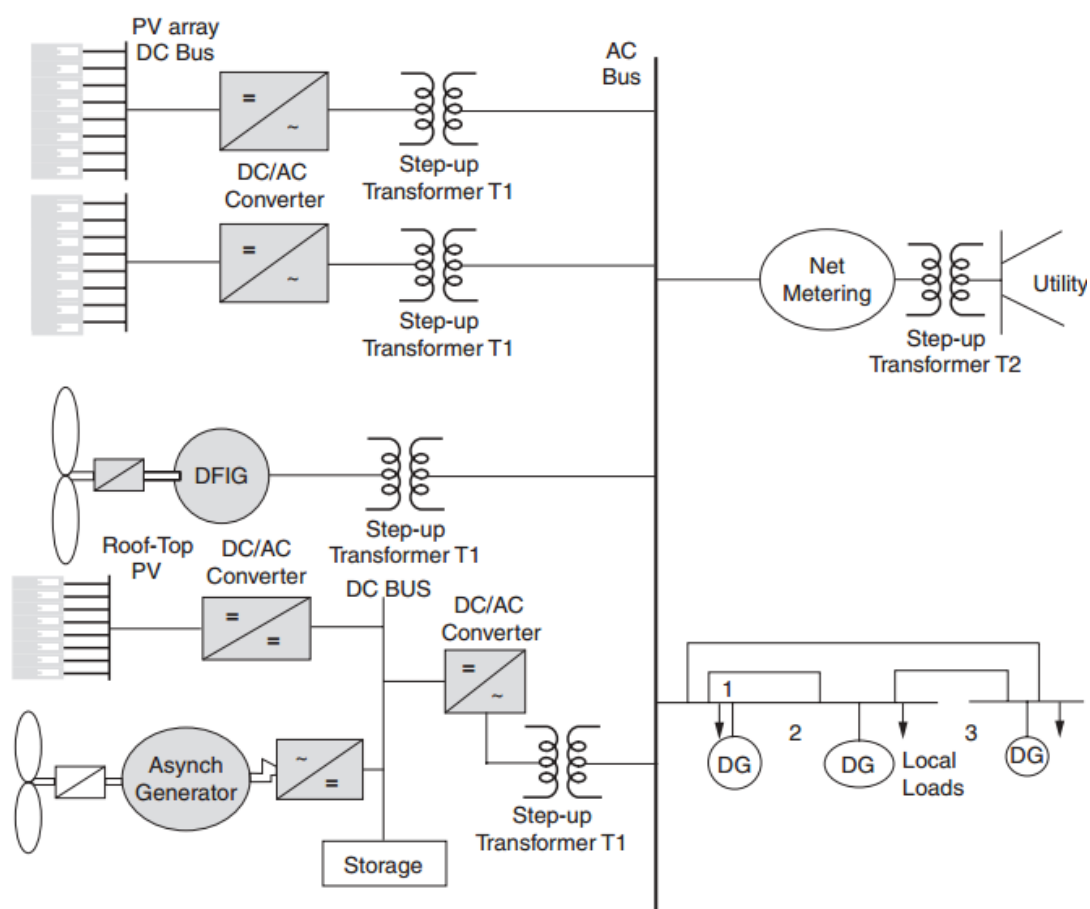 PV array
DC Bus
AC
Bus
=
~
DC/AC
Converter
Step-up
Transformer T1
=
~
Step-up
Transformer T1
Net
Metering
Utility
Step-up
Transformer T2
DFIG
Step-up
Transformer T1
Roof-Top
PV
DC/AC
Converter
=
=
DC BUS
DC/AC
Converter
=
~
Asynch
Generator
~
=
Storage
Step-up
Transformer T1
1
2
3
DG
DG
Local
Loads
DG